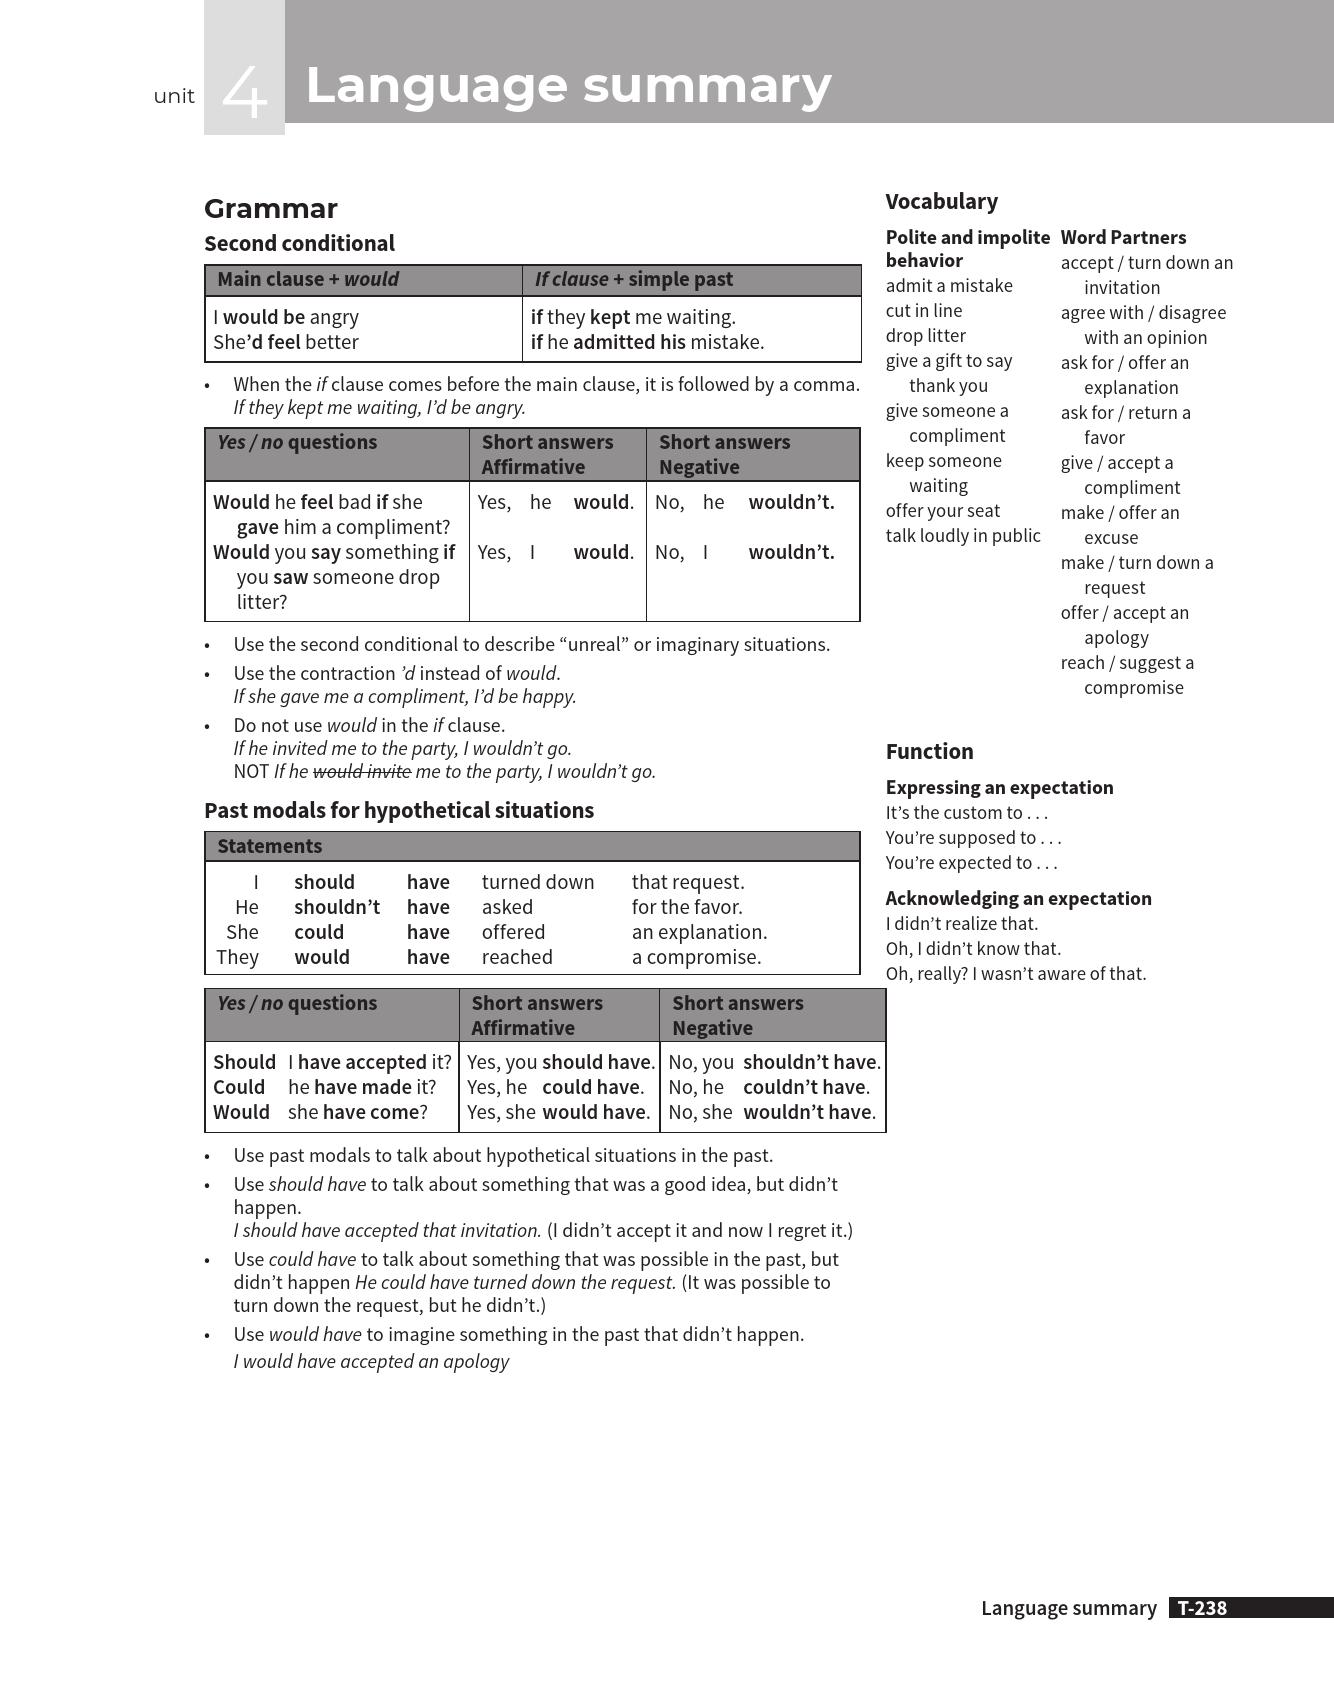 unit 4 Language summary
Grammar
Second conditional
Main clause + would If clause + simple past
I would be angry if they kept me waiting.
She’d feel better if he admitted his mistake.
• When the if clause comes before the main clause, it is followed by a comma.
If they kept me waiting, I’d be angry.
Yes / no questions Short answers Affirmative Short answers Negative
Would he feel bad if she Yes, he would. No, he wouldn’t.
gave him a compliment?
Would you say something if Yes, I would. No, I wouldn’t.
you saw someone drop
litter?
• Use the second conditional to describe “unreal” or imaginary situations.
• Use the contraction ’d instead of would.
If she gave me a compliment, I’d be happy.
• Do not use would in the if clause.
If he invited me to the party, I wouldn’t go.
NOT If he would invite me to the party, I wouldn’t go.
Past modals for hypothetical situations
Statements
I should have turned down that request.
He shouldn’t have asked for the favor.
She could have offered an explanation.
They would have reached a compromise.
Yes / no questions Short answers Affirmative Short answers Negative
Should I have accepted it? Yes, you should have. No, you shouldn’t have.
Could he have made it? Yes, he could have. No, he couldn’t have.
Would she have come? Yes, she would have. No, she wouldn’t have.
• Use past modals to talk about hypothetical situations in the past.
• Use should have to talk about something that was a good idea, but didn’t
happen.
I should have accepted that invitation. (I didn’t accept it and now I regret it.)
• Use could have to talk about something that was possible in the past, but
didn’t happen He could have turned down the request. (It was possible to
turn down the request, but he didn’t.)
• Use would have to imagine something in the past that didn’t happen.
I would have accepted an apology
Vocabulary
Polite and impolite
behavior
admit a mistake
cut in line
drop litter
give a gift to say
thank you
give someone a
compliment
keep someone
waiting
offer your seat
talk loudly in public
Word Partners
accept / turn down an
invitation
agree with / disagree
with an opinion
ask for / offer an
explanation
ask for / return a
favor
give / accept a
compliment
make / offer an
excuse
make / turn down a
request
offer / accept an
apology
reach / suggest a
compromise
Function
Expressing an expectation
It’s the custom to . . .
You’re supposed to . . .
You’re expected to . . .
Acknowledging an expectation
I didn’t realize that.
Oh, I didn’t know that.
Oh, really? I wasn’t aware of that.
Language summary T-238